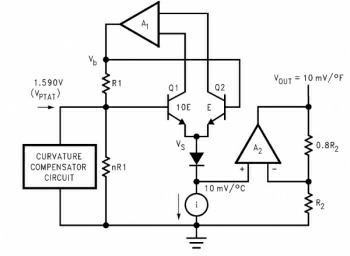 A1
Vb
VOUT = 10 mV/°F
1.590V
(VPTAT)
R1
Q1
Q2
10E
E
VS
A2
0.8R2
+
−
CURVATURE
COMPENSATOR
CIRCUIT
nR1
10 mV/°C
i
R2